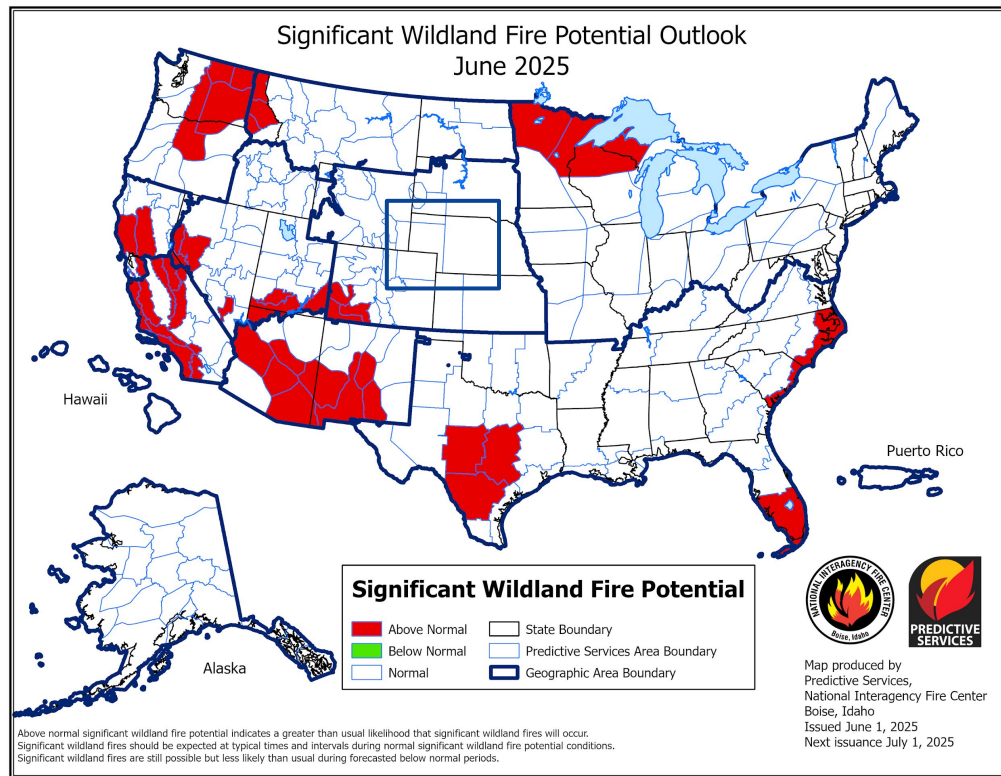 Significant Wildland Fire Potential Outlook
June 2025
Hawaii
Puerto Rico
Alaska
Significant Wildland Fire Potential
Above Normal
Below Normal
Normal
State Boundary
Predictive Services Area Boundary
Geographic Area Boundary
NATIONAL INTERAGENCY FIRE CENTER
Boise, Idaho
PREDICTIVE
SERVICES
Map produced by
Predictive Services,
National Interagency Fire Center
Boise, Idaho
Issued June 1, 2025
Next issuance July 1, 2025
Above normal significant wildland fire potential indicates a greater than usual likelihood that significant wildland fires will occur.
Significant wildland fires should be expected at typical times and intervals during normal significant wildland fire potential conditions.
Significant wildland fires are still possible but less likely than usual during forecasted below normal periods.